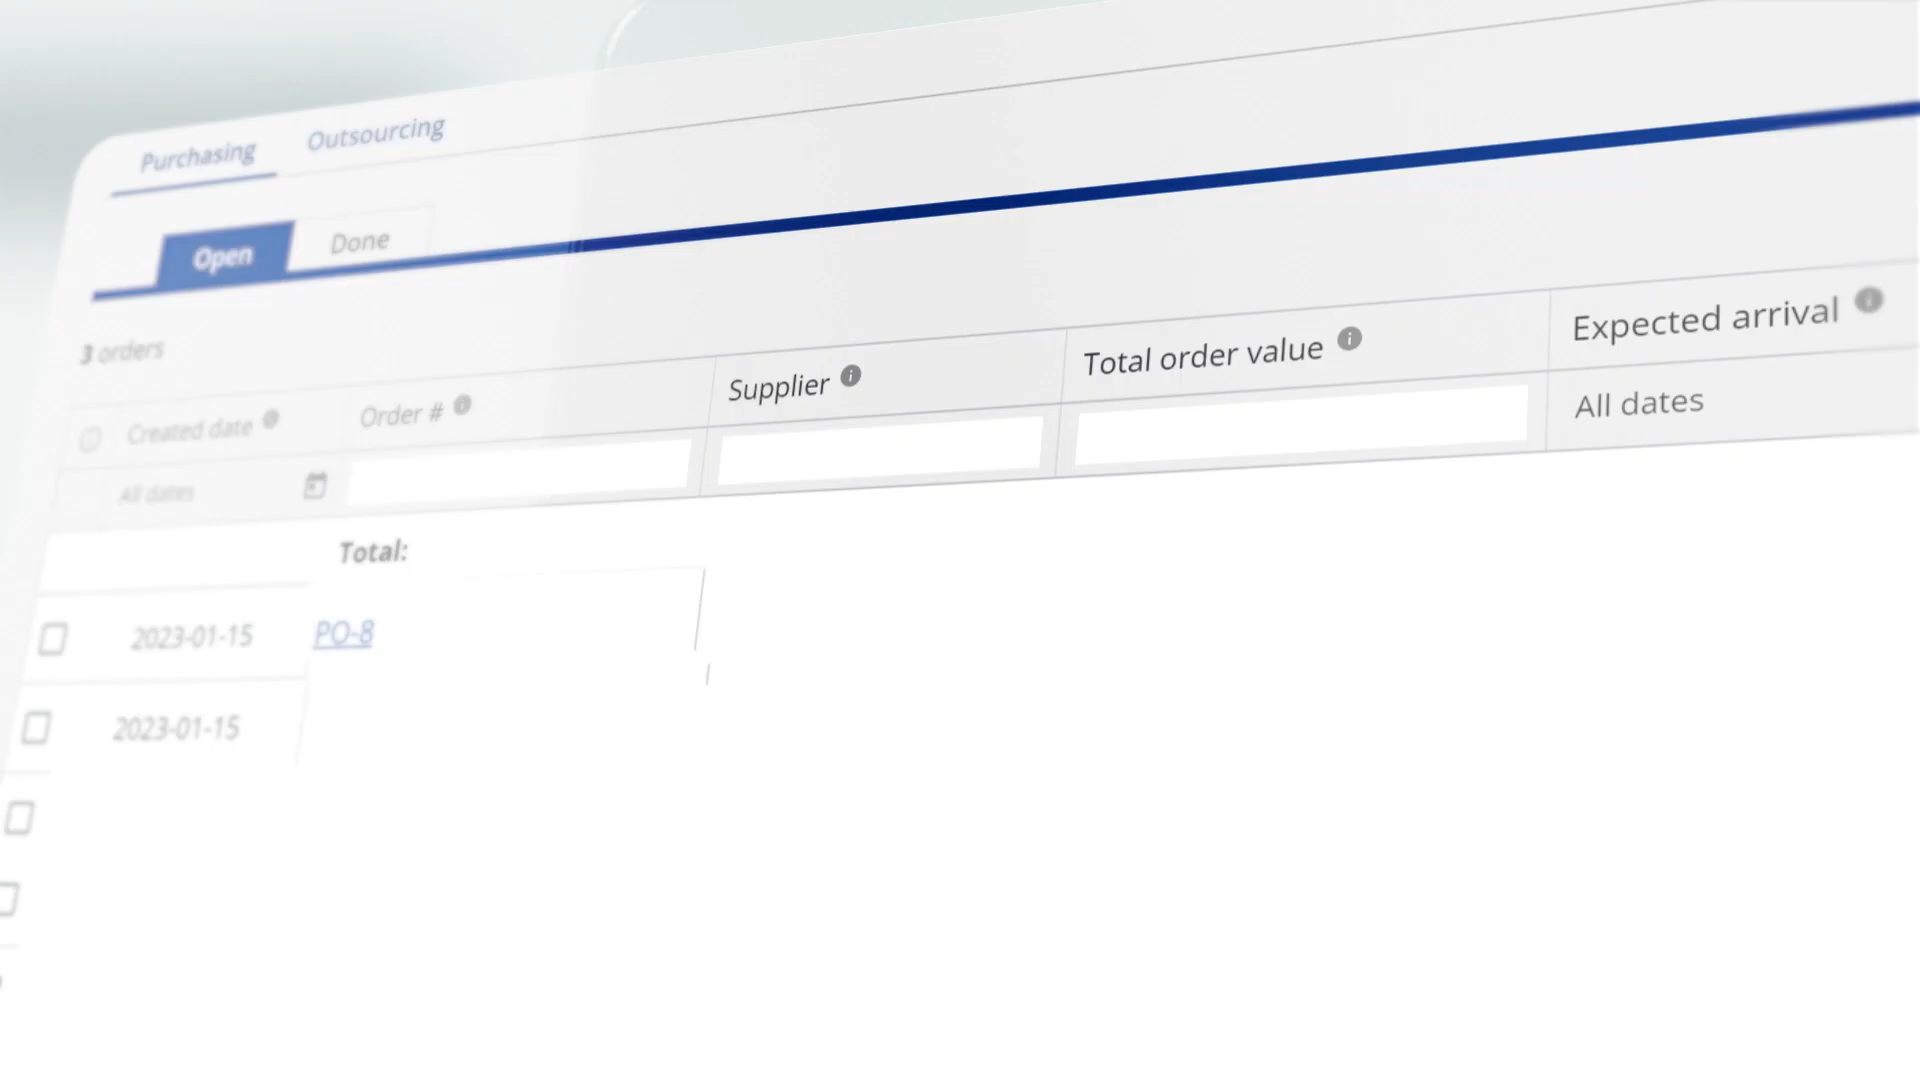 Purchasing Outsourcing
Open Done
3 orders
Created date Order # Supplier Total order value Expected arrival
All dates All dates
Total:
2023-01-15 PO-8
2023-01-15